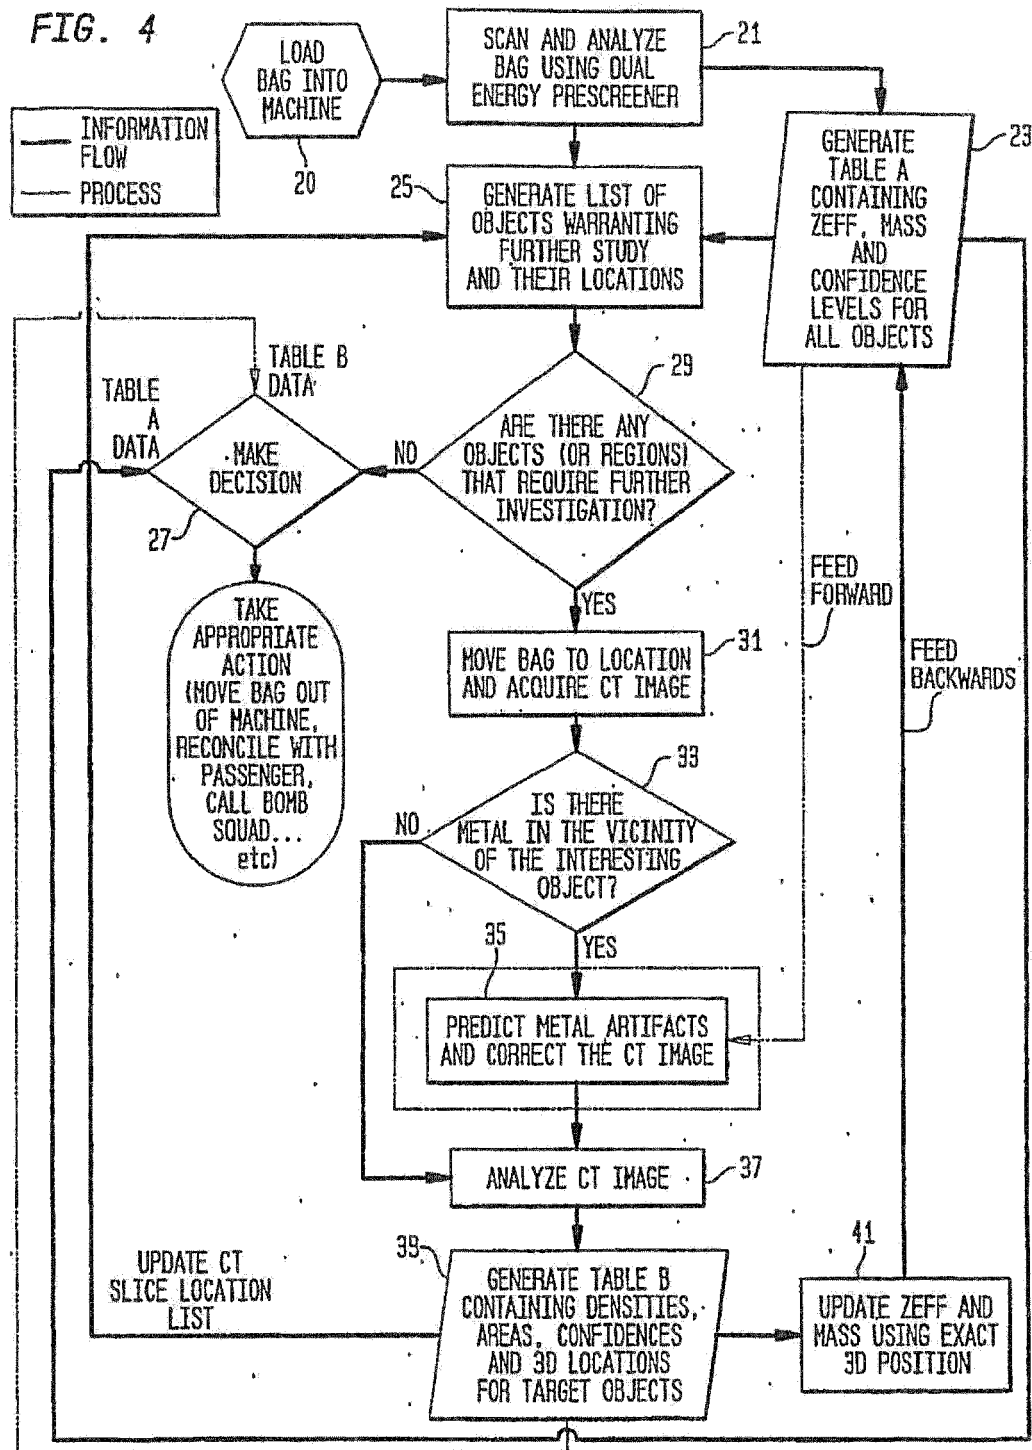 FIG. 4
LOAD
BAG INTO
MACHINE
20
SCAN AND ANALYZE
BAG USING DUAL
ENERGY PRESCREENER
21
INFORMATION
FLOW
PROCESS
25
GENERATE LIST OF
OBJECTS WARRANTING
FURTHER STUDY
AND THEIR LOCATIONS
GENERATE
TABLE A
CONTAINING
ZEFF, MASS
AND
CONFIDENCE
LEVELS FOR
ALL OBJECTS
23
TABLE B
DATA
TABLE
A
DATA
MAKE
DECISION
27
NO
ARE THERE ANY
OBJECTS (OR REGIONS)
THAT REQUIRE FURTHER
INVESTIGATION?
29
YES
TAKE
APPROPRIATE
ACTION
(MOVE BAG OUT
OF MACHINE,
RECONCILE WITH
PASSENGER,
CALL BOMB
SQUAD...
etc)
MOVE BAG TO LOCATION
AND ACQUIRE CT IMAGE
31
FEED
FORWARD
FEED
BACKWARDS
IS THERE
METAL IN THE VICINITY
OF THE INTERESTING
OBJECT?
33
NO
YES
35
PREDICT METAL ARTIFACTS
AND CORRECT THE CT IMAGE
ANALYZE CT IMAGE
37
UPDATE CT
SLICE LOCATION
LIST
39
GENERATE TABLE B
CONTAINING DENSITIES,
AREAS, CONFIDENCES
AND 3D LOCATIONS
FOR TARGET OBJECTS
41
UPDATE ZEFF AND
MASS USING EXACT
3D POSITION